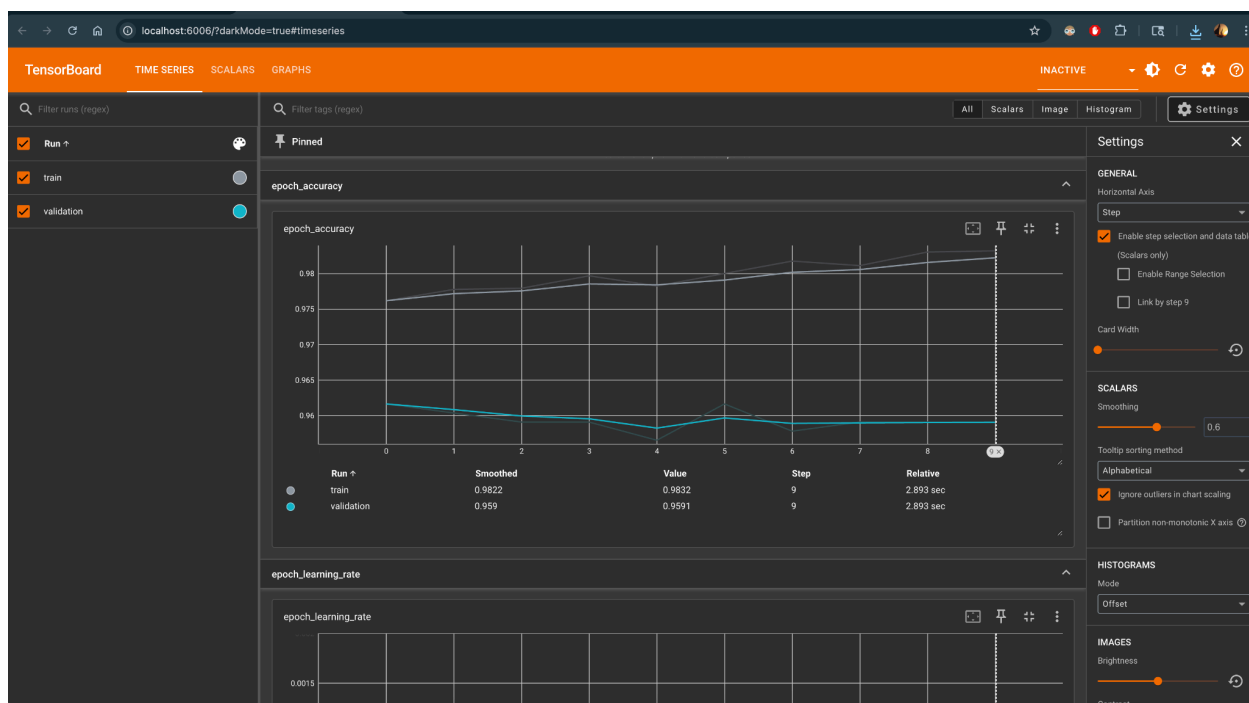 localhost:6006/?darkMode=true#timeseries
TensorBoard TIME SERIES SCALARS GRAPHS INACTIVE
Filter runs (regex)
Run
train
validation
Filter tags (regex) All Scalars Image Histogram Settings
Pinned
epoch_accuracy
epoch_accuracy
0.98
0.975
0.97
0.965
0.96
0 1 2 3 4 5 6 7 8 9
Run Smoothed Value Step Relative
train 0.9822 0.9832 9 2.893 sec
validation 0.959 0.9591 9 2.893 sec
epoch_learning_rate
epoch_learning_rate
0.0015
Settings
GENERAL
Horizontal Axis
Step
Enable step selection and data tabl
(Scalars only)
Enable Range Selection
Link by step 9
Card Width
SCALARS
Smoothing
0.6
Tooltip sorting method
Alphabetical
Ignore outliers in chart scaling
Partition non-monotonic X axis
HISTOGRAMS
Mode
Offset
IMAGES
Brightness